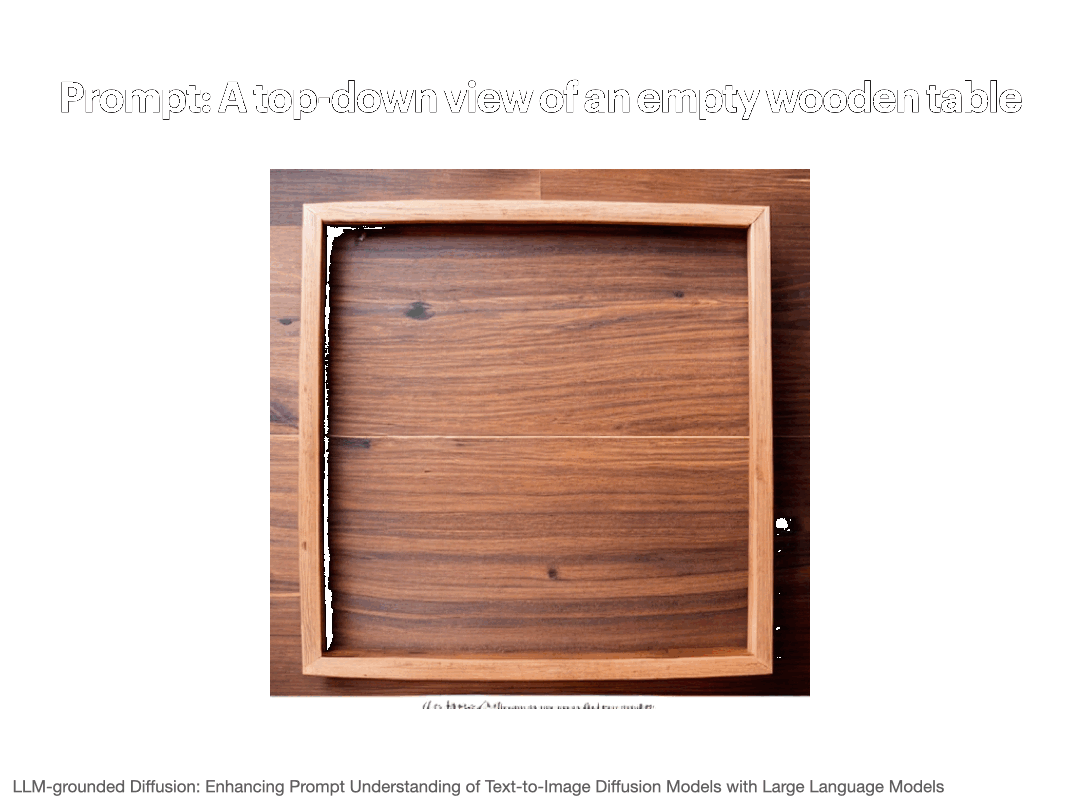 Prompt: A top-down view of an empty wooden table
LLM-grounded Diffusion: Enhancing Prompt Understanding of Text-to-Image Diffusion Models with Large Language Models